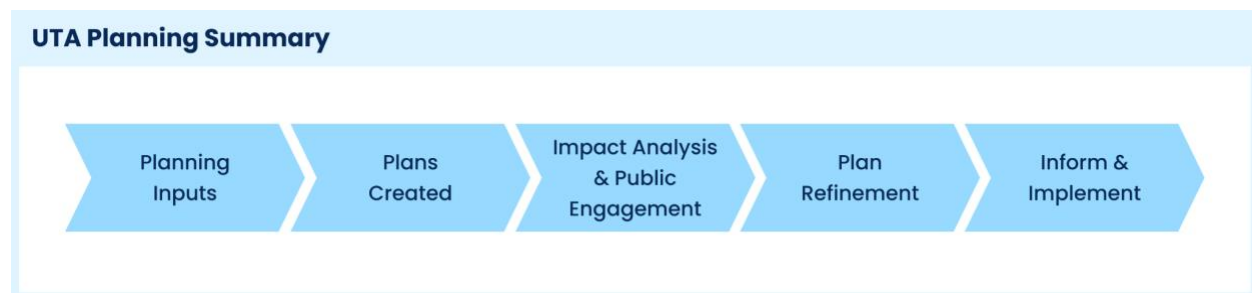 UTA Planning Summary
Planning
Inputs
Plans
Created
Impact Analysis
& Public
Engagement
Plan
Refinement
Inform &
Implement